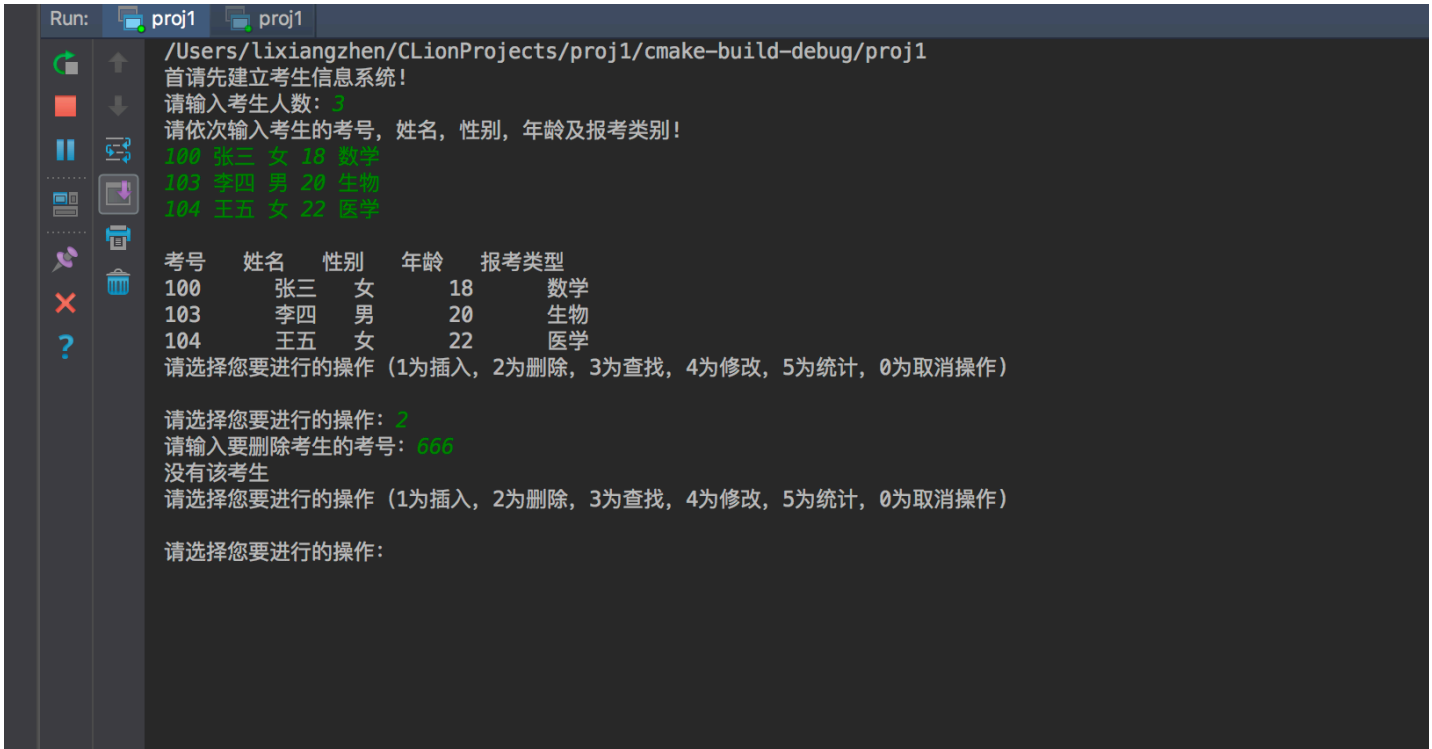 Run: proj1 proj1
/Users/lixiangzhen/CLionProjects/proj1/cmake-build-debug/proj1
首请先建立考生信息系统!
请输入考生人数: 3
请依次输入考生的考号, 姓名, 性别, 年龄及报考类别!
100 张三 女 18 数学
103 李四 男 20 生物
104 王五 女 22 医学
考号 姓名 性别 年龄 报考类型
100 张三 女 18 数学
103 李四 男 20 生物
104 王五 女 22 医学
请选择您要进行的操作 (1为插入, 2为删除, 3为查找, 4为修改, 5为统计, 0为取消操作)
请选择您要进行的操作: 2
请输入要删除考生的考号: 666
没有该考生
请选择您要进行的操作 (1为插入, 2为删除, 3为查找, 4为修改, 5为统计, 0为取消操作)
请选择您要进行的操作: